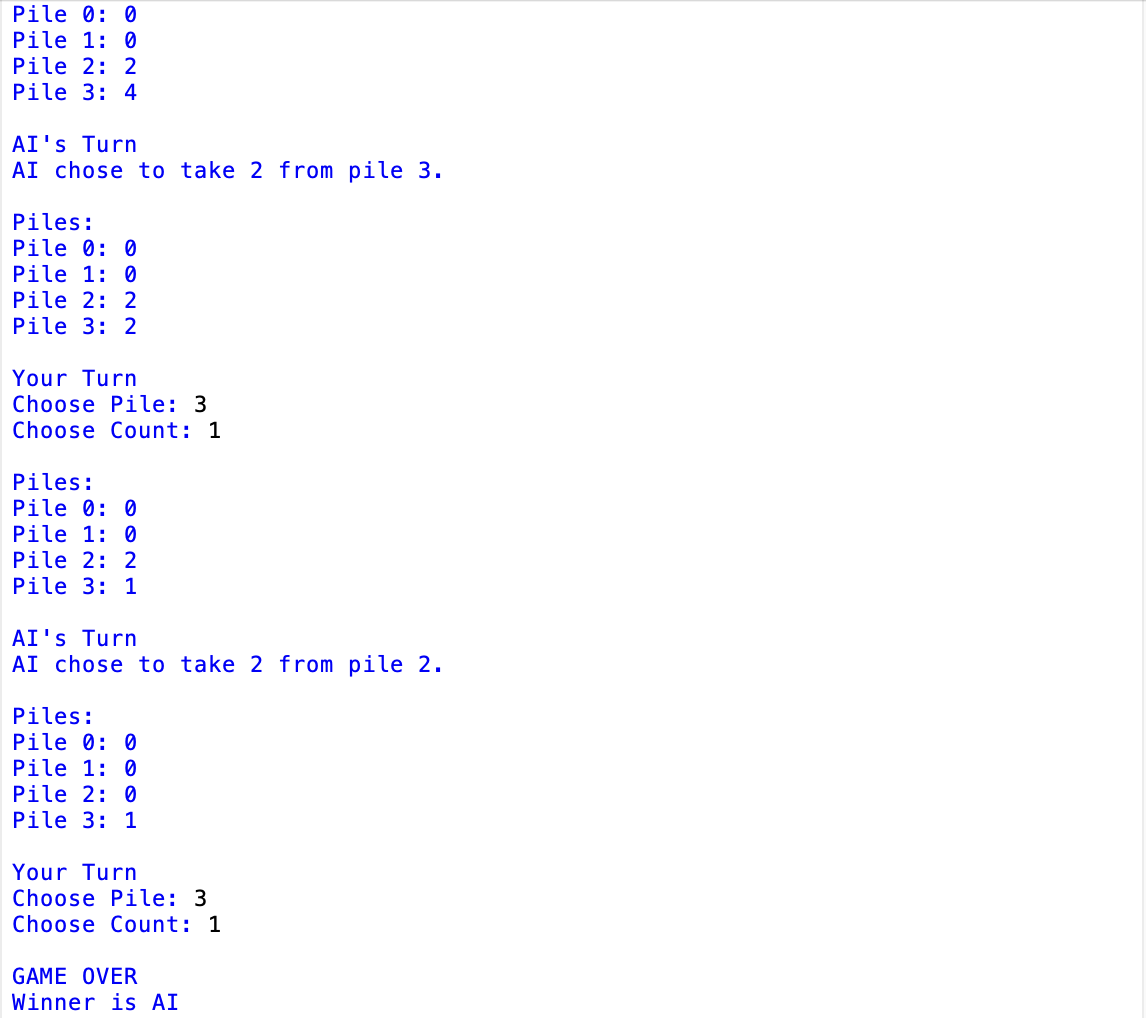 Pile 0: 0
Pile 1: 0
Pile 2: 2
Pile 3: 4
AI's Turn
AI chose to take 2 from pile 3.
Piles:
Pile 0: 0
Pile 1: 0
Pile 2: 2
Pile 3: 2
Your Turn
Choose Pile: 3
Choose Count: 1
Piles:
Pile 0: 0
Pile 1: 0
Pile 2: 2
Pile 3: 1
AI's Turn
AI chose to take 2 from pile 2.
Piles:
Pile 0: 0
Pile 1: 0
Pile 2: 0
Pile 3: 1
Your Turn
Choose Pile: 3
Choose Count: 1
GAME OVER
Winner is AI